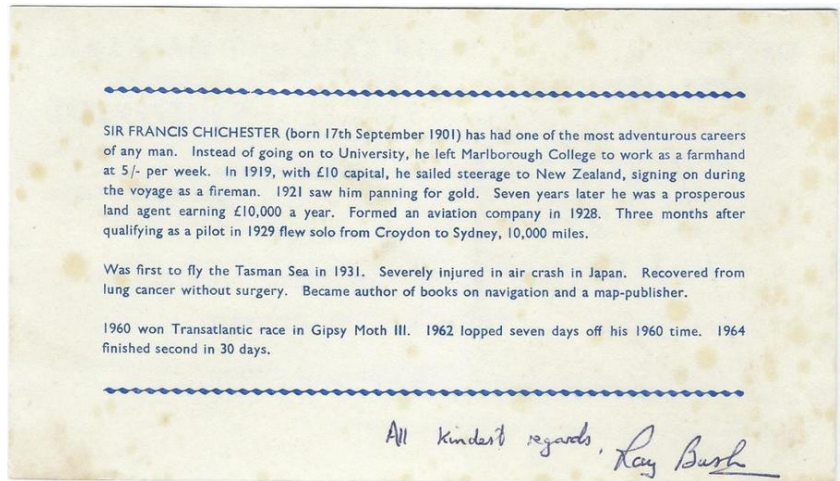 SIR FRANCIS CHICHESTER (born 17th September 1901) has had one of the most adventurous careers
of any man. Instead of going on to University, he left Marlborough College to work as a farmhand
at 5/- per week. In 1919, with £10 capital, he sailed steerage to New Zealand, signing on during
the voyage as a fireman. 1921 saw him panning for gold. Seven years later he was a prosperous
land agent earning £10,000 a year. Formed an aviation company in 1928. Three months after
qualifying as a pilot in 1929 flew solo from Croydon to Sydney, 10,000 miles.
Was first to fly the Tasman Sea in 1931. Severely injured in air crash in Japan. Recovered from
lung cancer without surgery. Became author of books on navigation and a map-publisher.
1960 won Transatlantic race in Gipsy Moth III. 1962 lopped seven days off his 1960 time. 1964
finished second in 30 days.
All kindest regards, Ray Bush